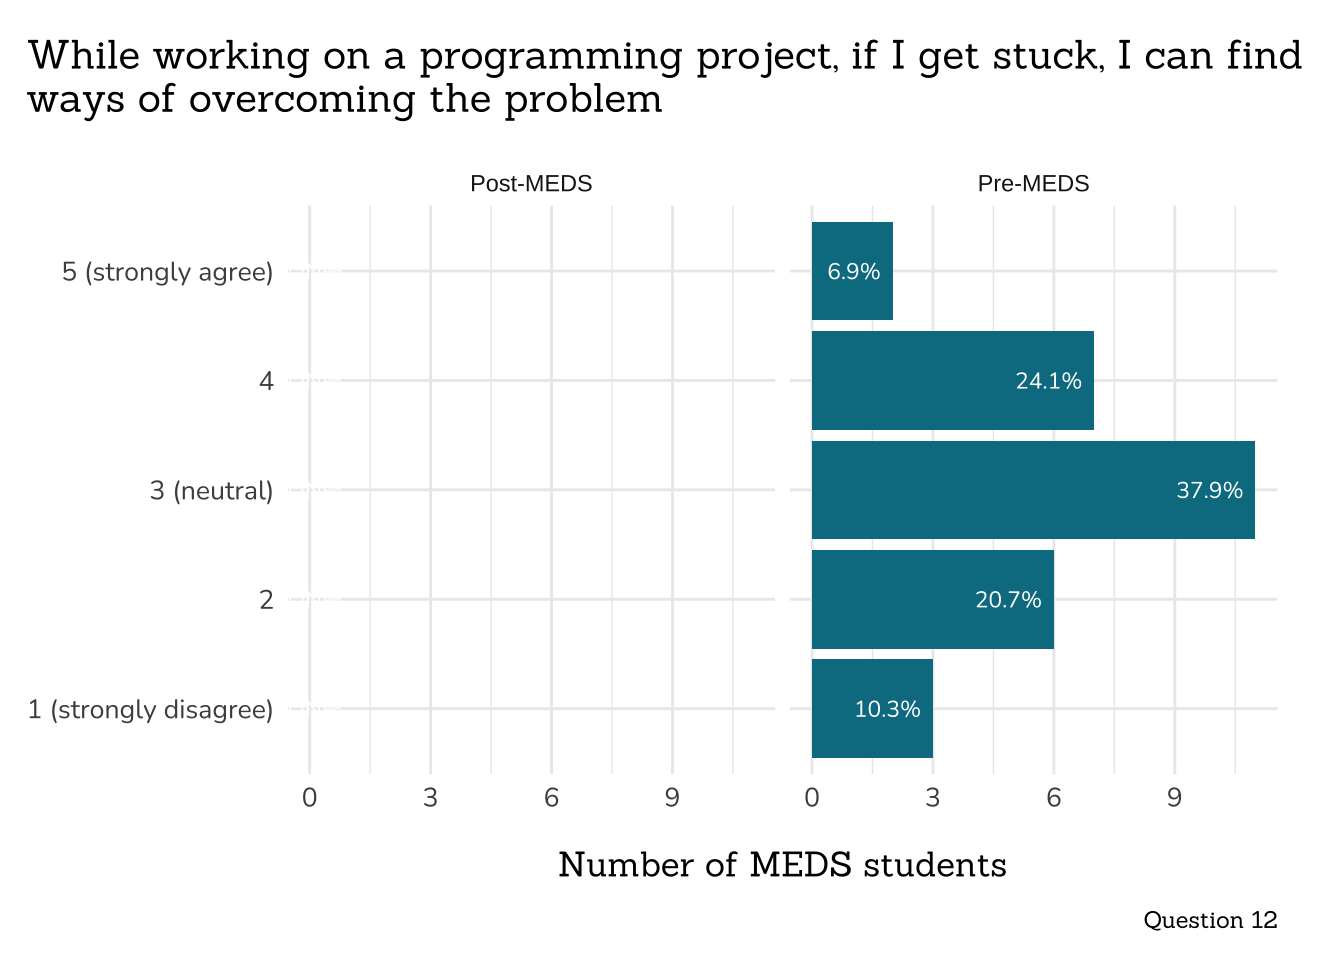 While working on a programming project, if I get stuck, I can find
ways of overcoming the problem
Post-MEDS
Pre-MEDS
5 (strongly agree)
6.9%
4
24.1%
3 (neutral)
37.9%
2
20.7%
1 (strongly disagree)
10.3%
0 3 6 9
0 3 6 9
Number of MEDS students
Question 12